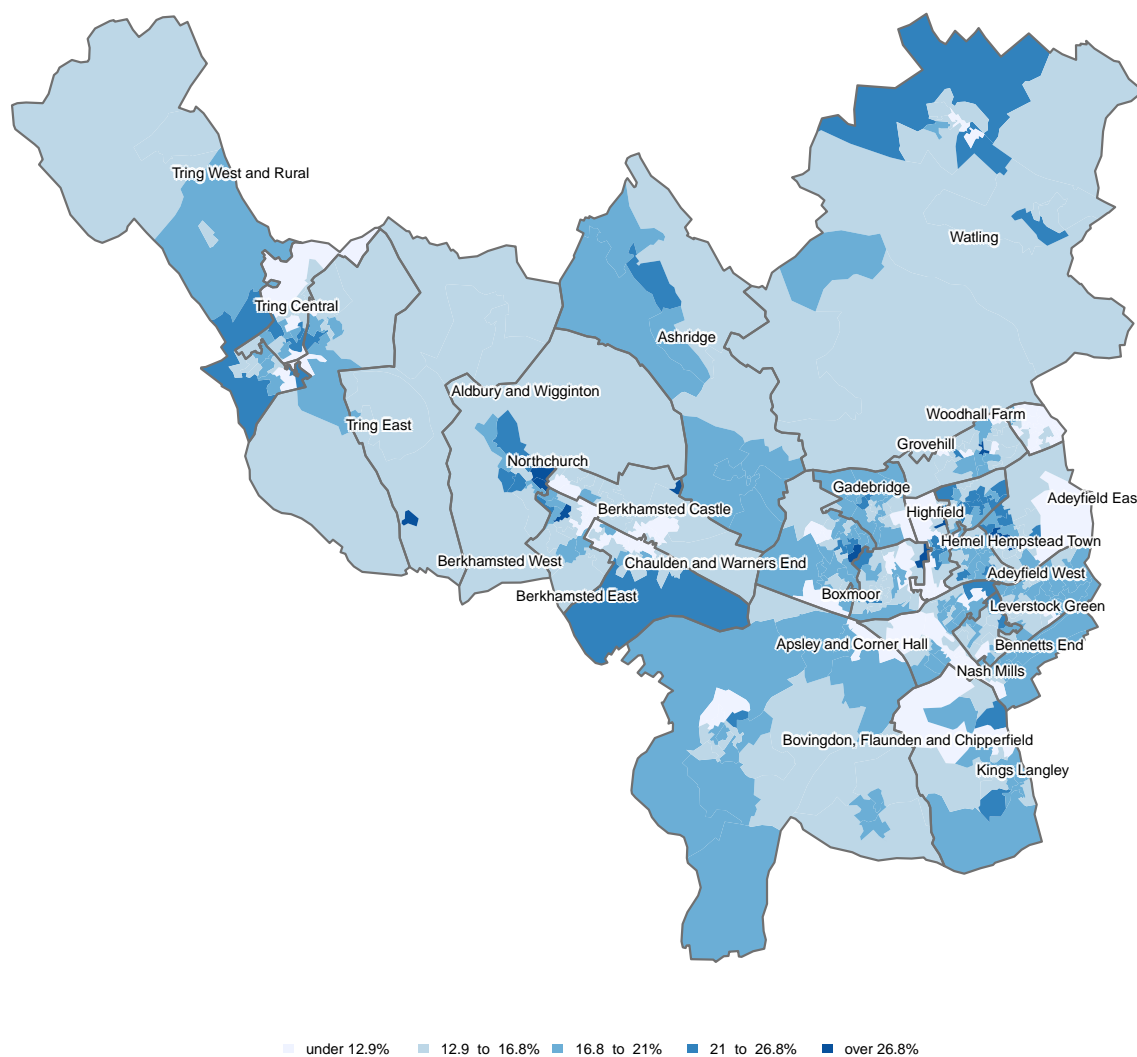 Tring West and Rural
Watling
Tring Central
Ashridge
Aldbury and Wigginton
Woodhall Farm
Tring East
Grovehill
Northchurch
Gadebridge
Adeyfield Eas
Berkhamsted Castle
Highfield
Hemel Hempstead Town
Berkhamsted West
Chaulden and Warners End
Adeyfield West
Berkhamsted East
Boxmoor
Leverstock Green
Apsley and Corner Hall
Bennetts End
Nash Mills
Bovingdon, Flaunden and Chipperfield
Kings Langley
under 12.9% 12.9 to 16.8% 16.8 to 21% 21 to 26.8% over 26.8%